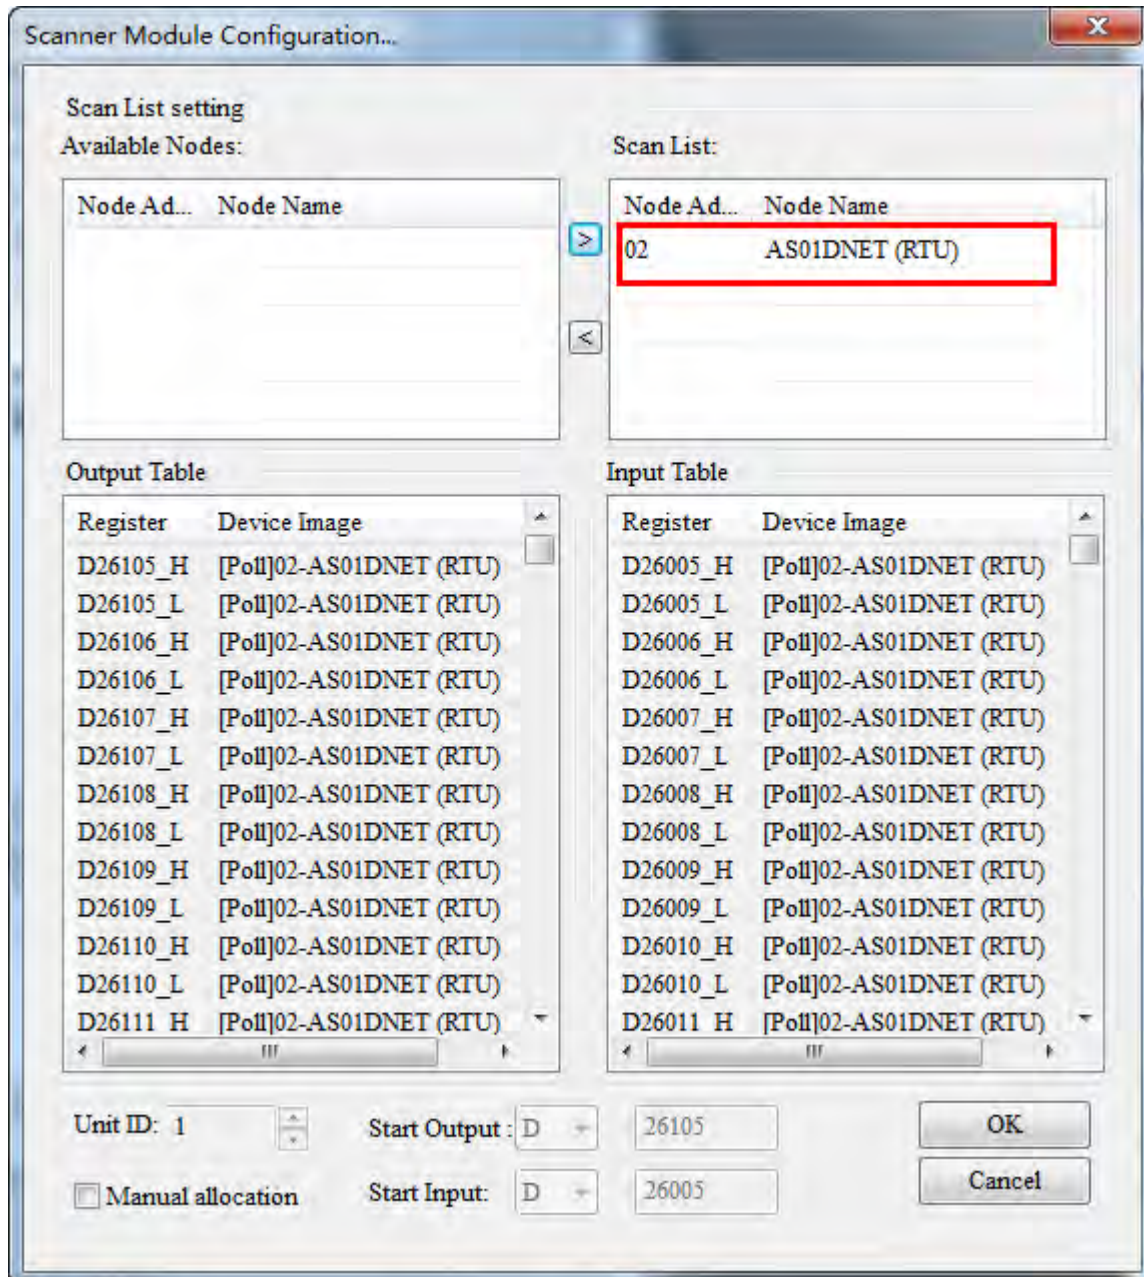 Scanner Module Configuration...
Scan List setting
Available Nodes:
Node Ad... Node Name
Scan List:
Node Ad... Node Name
02 AS01DNET (RTU)
>
<
Output Table
Register Device Image
D26105_H [Poll]02-AS01DNET (RTU)
D26105_L [Poll]02-AS01DNET (RTU)
D26106_H [Poll]02-AS01DNET (RTU)
D26106_L [Poll]02-AS01DNET (RTU)
D26107_H [Poll]02-AS01DNET (RTU)
D26107_L [Poll]02-AS01DNET (RTU)
D26108_H [Poll]02-AS01DNET (RTU)
D26108_L [Poll]02-AS01DNET (RTU)
D26109_H [Poll]02-AS01DNET (RTU)
D26109_L [Poll]02-AS01DNET (RTU)
D26110_H [Poll]02-AS01DNET (RTU)
D26110_L [Poll]02-AS01DNET (RTU)
D26111_H [Poll]02-AS01DNET (RTU)
Input Table
Register Device Image
D26005_H [Poll]02-AS01DNET (RTU)
D26005_L [Poll]02-AS01DNET (RTU)
D26006_H [Poll]02-AS01DNET (RTU)
D26006_L [Poll]02-AS01DNET (RTU)
D26007_H [Poll]02-AS01DNET (RTU)
D26007_L [Poll]02-AS01DNET (RTU)
D26008_H [Poll]02-AS01DNET (RTU)
D26008_L [Poll]02-AS01DNET (RTU)
D26009_H [Poll]02-AS01DNET (RTU)
D26009_L [Poll]02-AS01DNET (RTU)
D26010_H [Poll]02-AS01DNET (RTU)
D26010_L [Poll]02-AS01DNET (RTU)
D26011_H [Poll]02-AS01DNET (RTU)
Unit ID: 1
Start Output : D 26105
OK
Manual allocation
Start Input: D 26005
Cancel